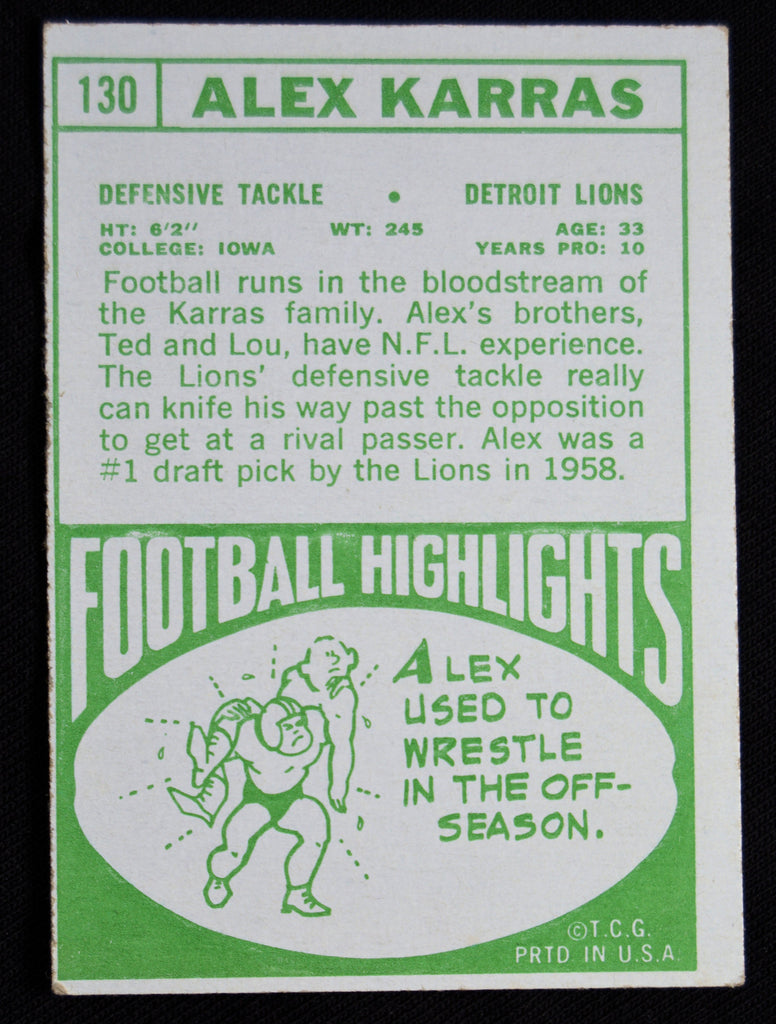 130 ALEX KARRAS
DEFENSIVE TACKLE • DETROIT LIONS
HT: 6'2" WT: 245 AGE: 33
COLLEGE: IOWA YEARS PRO: 10
Football runs in the bloodstream of
the Karras family. Alex's brothers,
Ted and Lou, have N.F.L. experience.
The Lions' defensive tackle really
can knife his way past the opposition
to get at a rival passer. Alex was a
#1 draft pick by the Lions in 1958.
FOOTBALL HIGHLIGHTS
ALEX
USED TO
WRESTLE
IN THE OFF-
SEASON.
©T.C.G.
PRTD IN U.S.A